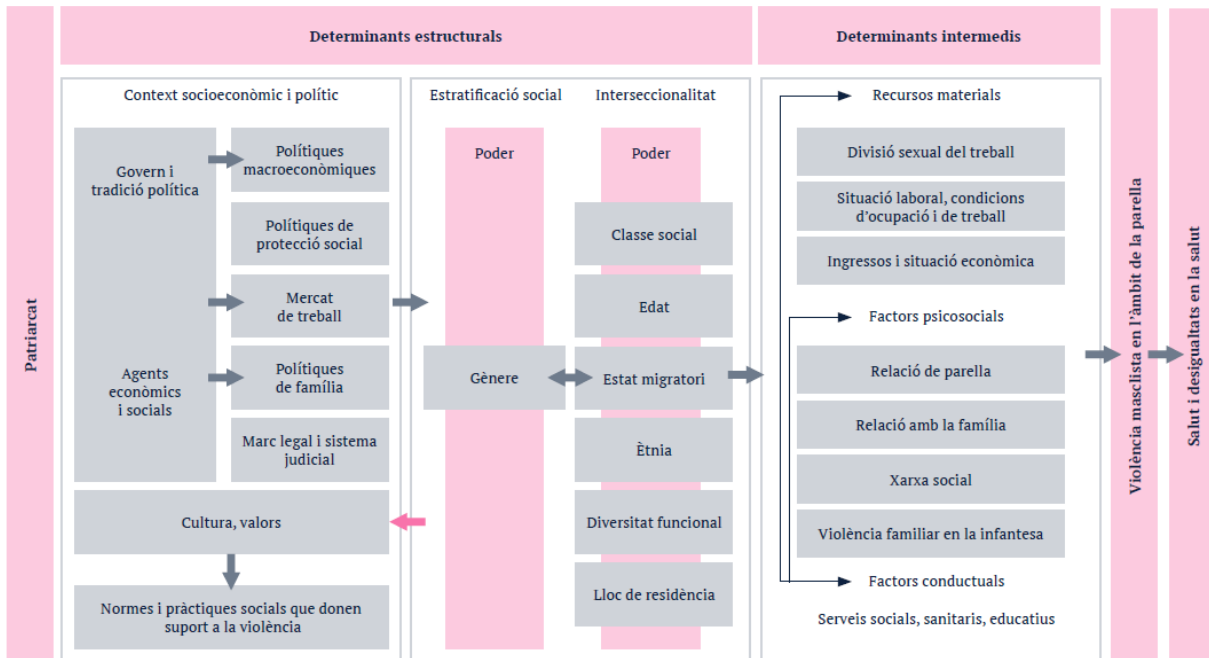 Patriarcat
Determinants estructurals
Context socioeconòmic i polític
Govern i
tradició política
Agents
econòmics
i socials
Polítiques
macroeconòmiques
Polítiques de
protecció social
Mercat
de treball
Polítiques
de família
Marc legal i sistema
judicial
Cultura, valors
Normes i pràctiques socials que donen
suport a la violència
Estratificació social
Poder
Gènere
Interseccionalitat
Poder
Classe social
Edat
Estat migratori
Ètnia
Diversitat funcional
Lloc de residència
Determinants intermedis
Recursos materials
Divisió sexual del treball
Situació laboral, condicions
d’ocupació i de treball
Ingressos i situació econòmica
Factors psicosocials
Relació de parella
Relació amb la família
Xarxa social
Violència familiar en la infantesa
Factors conductuals
Serveis socials, sanitaris, educatius
Violència masclista en l’àmbit de la parella
Salut i desigualtats en la salut